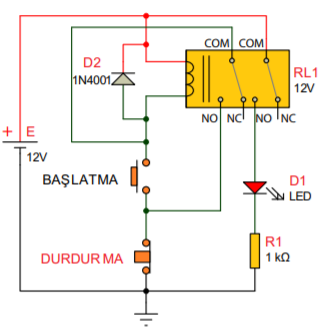 COM COM
D2
1N4001
RL1
12V
NO NC NO NC
+ E
12V
BAŞLATMA
D1
LED
DURDURMA
R1
1 kΩ